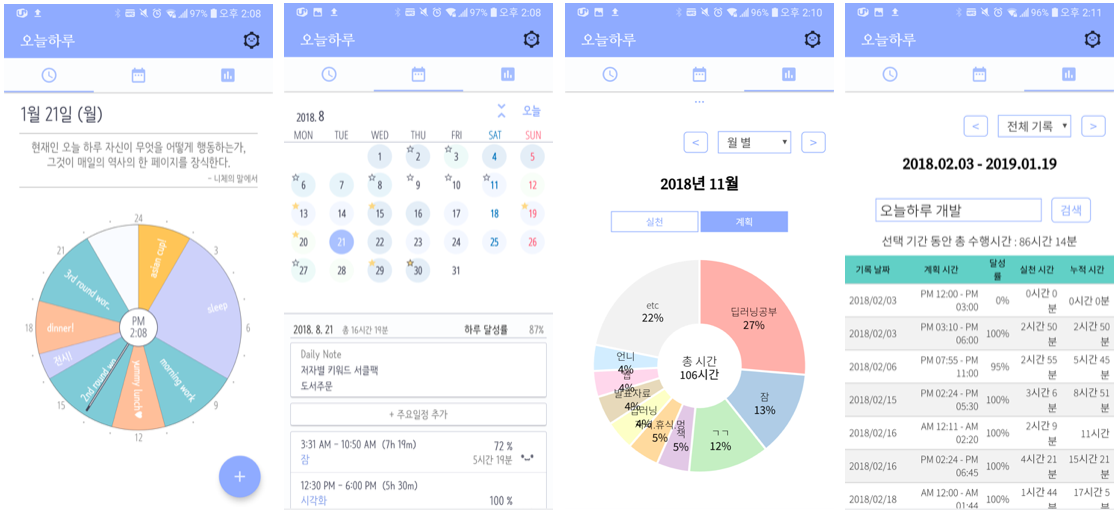 97% 오후 2:08
오늘하루
1월 21일 (월)
현재인 오늘 하루 자신이 무엇을 어떻게 행동하는가,
그것이 매일의 역사의 한 페이지를 장식한다.
- 니체의 말에서
24
21
3
18
6
15
9
12
asian cup!
sleep
morning work
yummy lunch♥
2nd round wo
전시!
dinner!
3rd round wor..
PM
2:08
+
97% 오후 2:08
오늘하루
2018. 8
오늘
MON TUE WED THU FRI SAT SUN
1 2 3 4 5
6 7 8 9 10 11 12
13 14 15 16 17 18 19
20 21 22 23 24 25 26
27 28 29 30 31
2018. 8. 21 총 16시간 19분 하루 달성률 87%
Daily Note
저자별 키워드 서클팩
도서주문
+ 주요일정 추가
3:31 AM - 10:50 AM (7h 19m) 72 %
잠 5시간 19분
12:30 PM - 6:00 PM (5h 30m)
시각화 100 %
96% 오후 2:10
오늘하루
...
< 월 별 >
2018년 11월
실천 계획
딥러닝공부
27%
잠
13%
ㄱㄱ
12%
책
5%
5%
4%
발표자료
4%
4%
언니
4%
etc
22%
총 시간
106시간
96% 오후 2:11
오늘하루
< 전체 기록 >
2018.02.03 - 2019.01.19
오늘하루 개발 검색
선택 기간 동안 총 수행시간 : 86시간 14분
기록 날짜 계획 시간 달성률 실천 시간 누적 시간
2018/02/03 PM 12:00 - PM 03:00 0% 0시간 0분 0시간 0분
2018/02/03 PM 03:10 - PM 06:00 100% 2시간 50분 2시간 50분
2018/02/06 PM 07:55 - PM 11:00 95% 2시간 55분 5시간 45분
2018/02/15 PM 02:24 - PM 05:30 100% 3시간 6분 8시간 51분
2018/02/16 AM 12:11 - AM 02:20 100% 2시간 9분 11시간
2018/02/16 PM 02:24 - PM 06:45 100% 4시간 21분 15시간 21분
2018/02/18 AM 12:00 - AM 01:44 100% 1시간 44분 17시간 5분